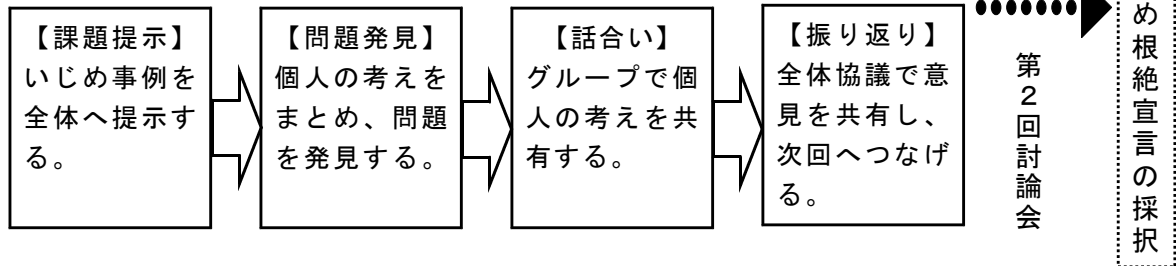 【課題提示】
いじめ事例を
全体へ提示す
る。
【問題発見】
個人の考えを
まとめ、問題
を発見する。
【話合い】
グループで個
人の考えを共
有する。
【振り返り】
全体協議で意
見を共有し、
次回へつなげ
る。
第２回討論会
め根絶宣言の採択